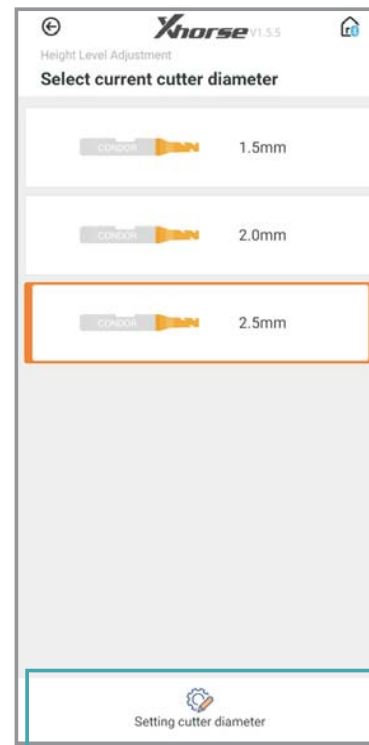 Xhorse V1.5.5
Height Level Adjustment
Select current cutter diameter
CONDOR 1.5mm
CONDOR 2.0mm
CONDOR 2.5mm
Setting cutter diameter